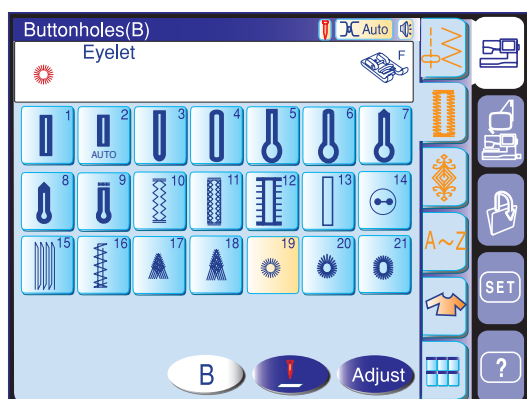 Buttonholes(B)
Auto
Eyelet
F
1 2 3 4 5 6 7
AUTO
8 9 10 11 12 13 14
15 16 17 18 19 20 21
A~Z
SET
?
B
Adjust